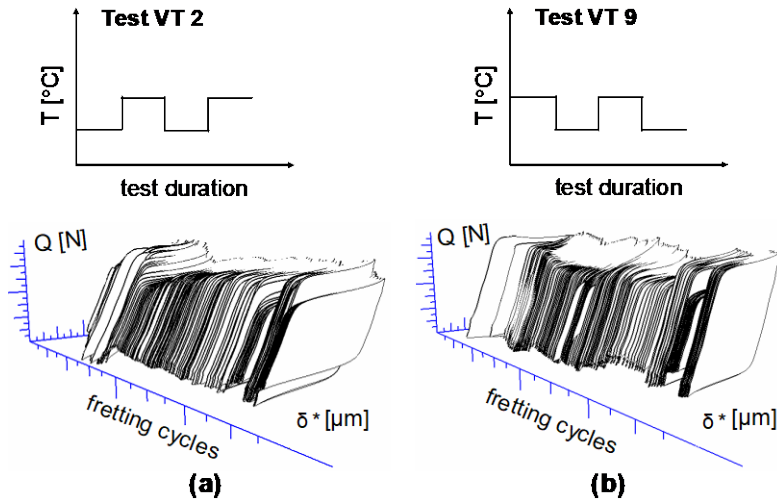 Test VT 2
T [°C]
test duration
Q [N]
fretting cycles
δ* [µm]
(a)
Test VT 9
T [°C]
test duration
Q [N]
fretting cycles
δ* [µm]
(b)